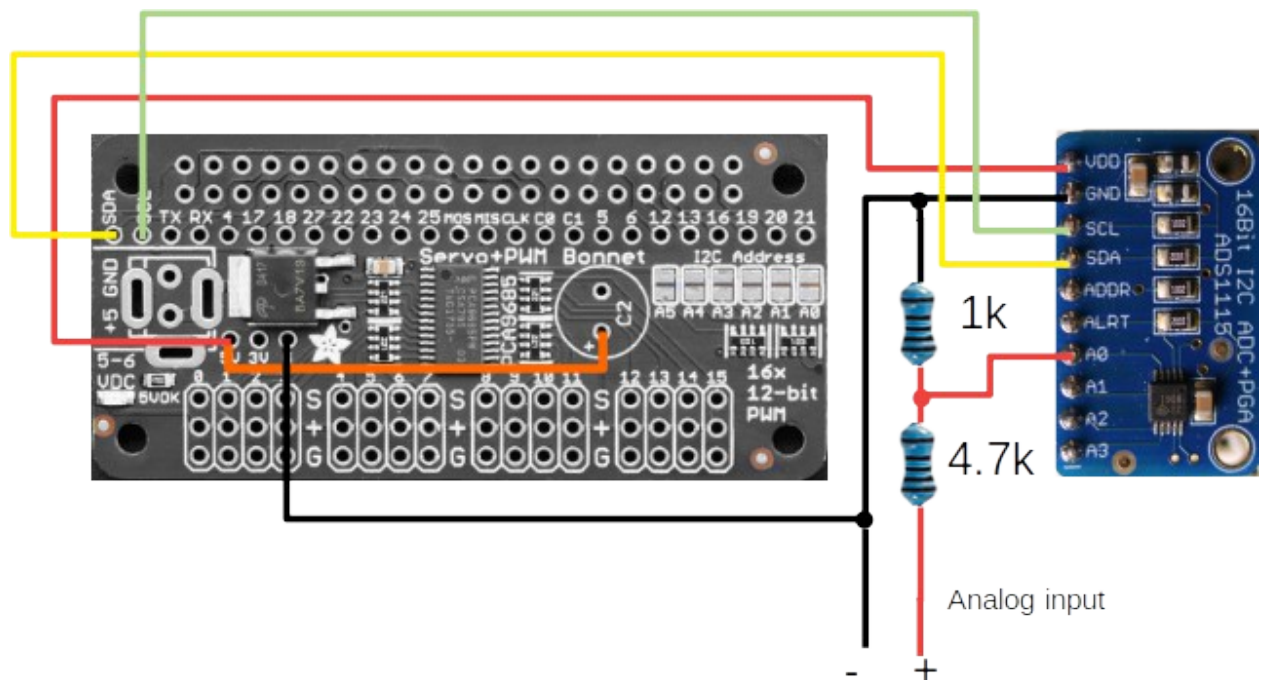 SDA SCL TX RX 4 17 18 27 22 23 24 25 MOS MIS CLK C0 C1 5 6 12 13 16 19 20 21
Servo+PWM Bonnet
I2C Address
A5 A4 A3 A2 A1 A0
+5 GND
PCA9685
C2
+
5V 3V
5-6
VDC
5VOK
0 1 2 4 5 6 7 8 9 10 11 12 13 14 15
S S S
+ + +
G G G
16x
12-bit
PWM
1k
4.7k
Analog input
- +
VDD
GND
SCL
SDA
ADDR
ALRT
A0
A1
A2
A3
16Bit I2C ADC+PGA
ADS1115